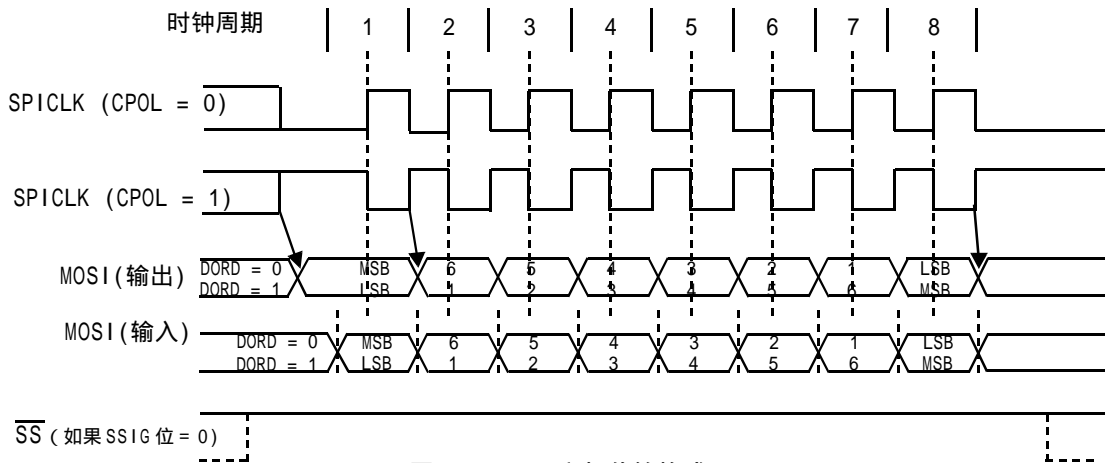 时钟周期 1 2 3 4 5 6 7 8
SPICLK (CPOL = 0)
SPICLK (CPOL = 1)
MOSI(输出) DORD = 0 MSB 6 5 4 3 2 1 LSB
DORD = 1 LSB 1 2 3 4 5 6 MSB
MOSI(输入) DORD = 0 MSB 6 5 4 3 2 1 LSB
DORD = 1 LSB 1 2 3 4 5 6 MSB
SS (如果SSIG位=0)